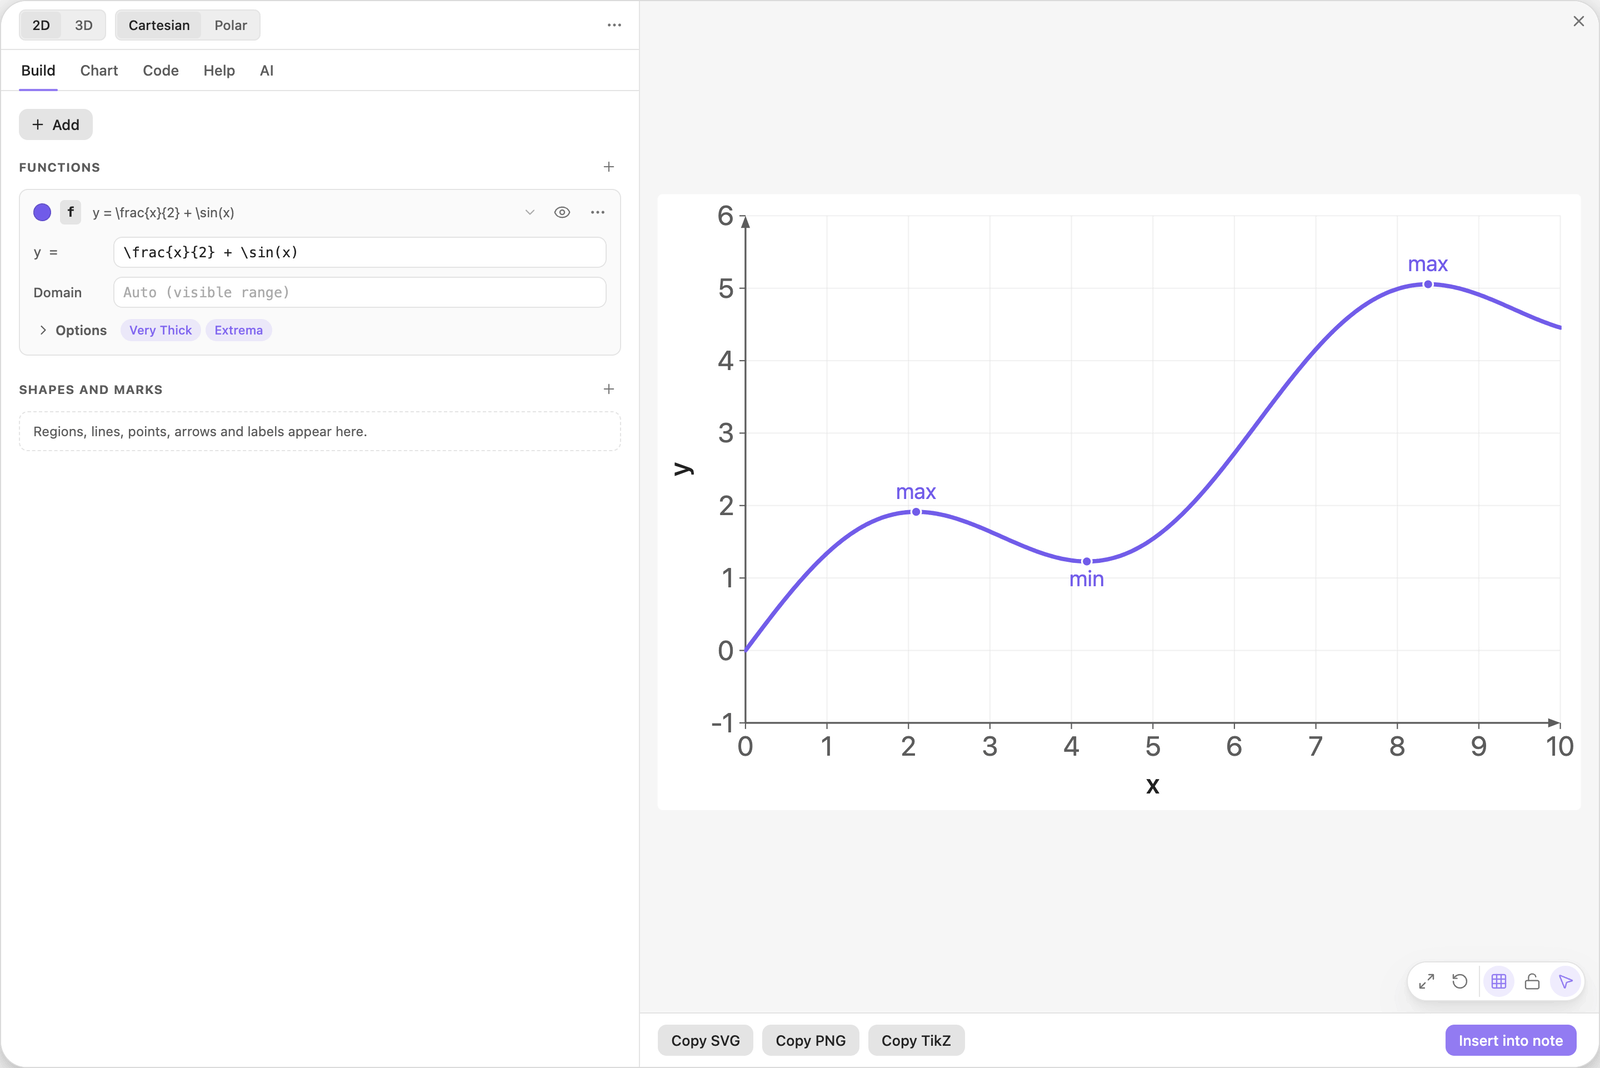 2D 3D Cartesian Polar
Build Chart Code Help AI
+ Add
FUNCTIONS
f y = \frac{x}{2} + \sin(x)
y = \frac{x}{2} + \sin(x)
Domain Auto (visible range)
Options Very Thick Extrema
SHAPES AND MARKS
Regions, lines, points, arrows and labels appear here.
6
5
4
3
2
1
0
-1
y
max
min
max
0 1 2 3 4 5 6 7 8 9 10
x
Copy SVG Copy PNG Copy TikZ Insert into note